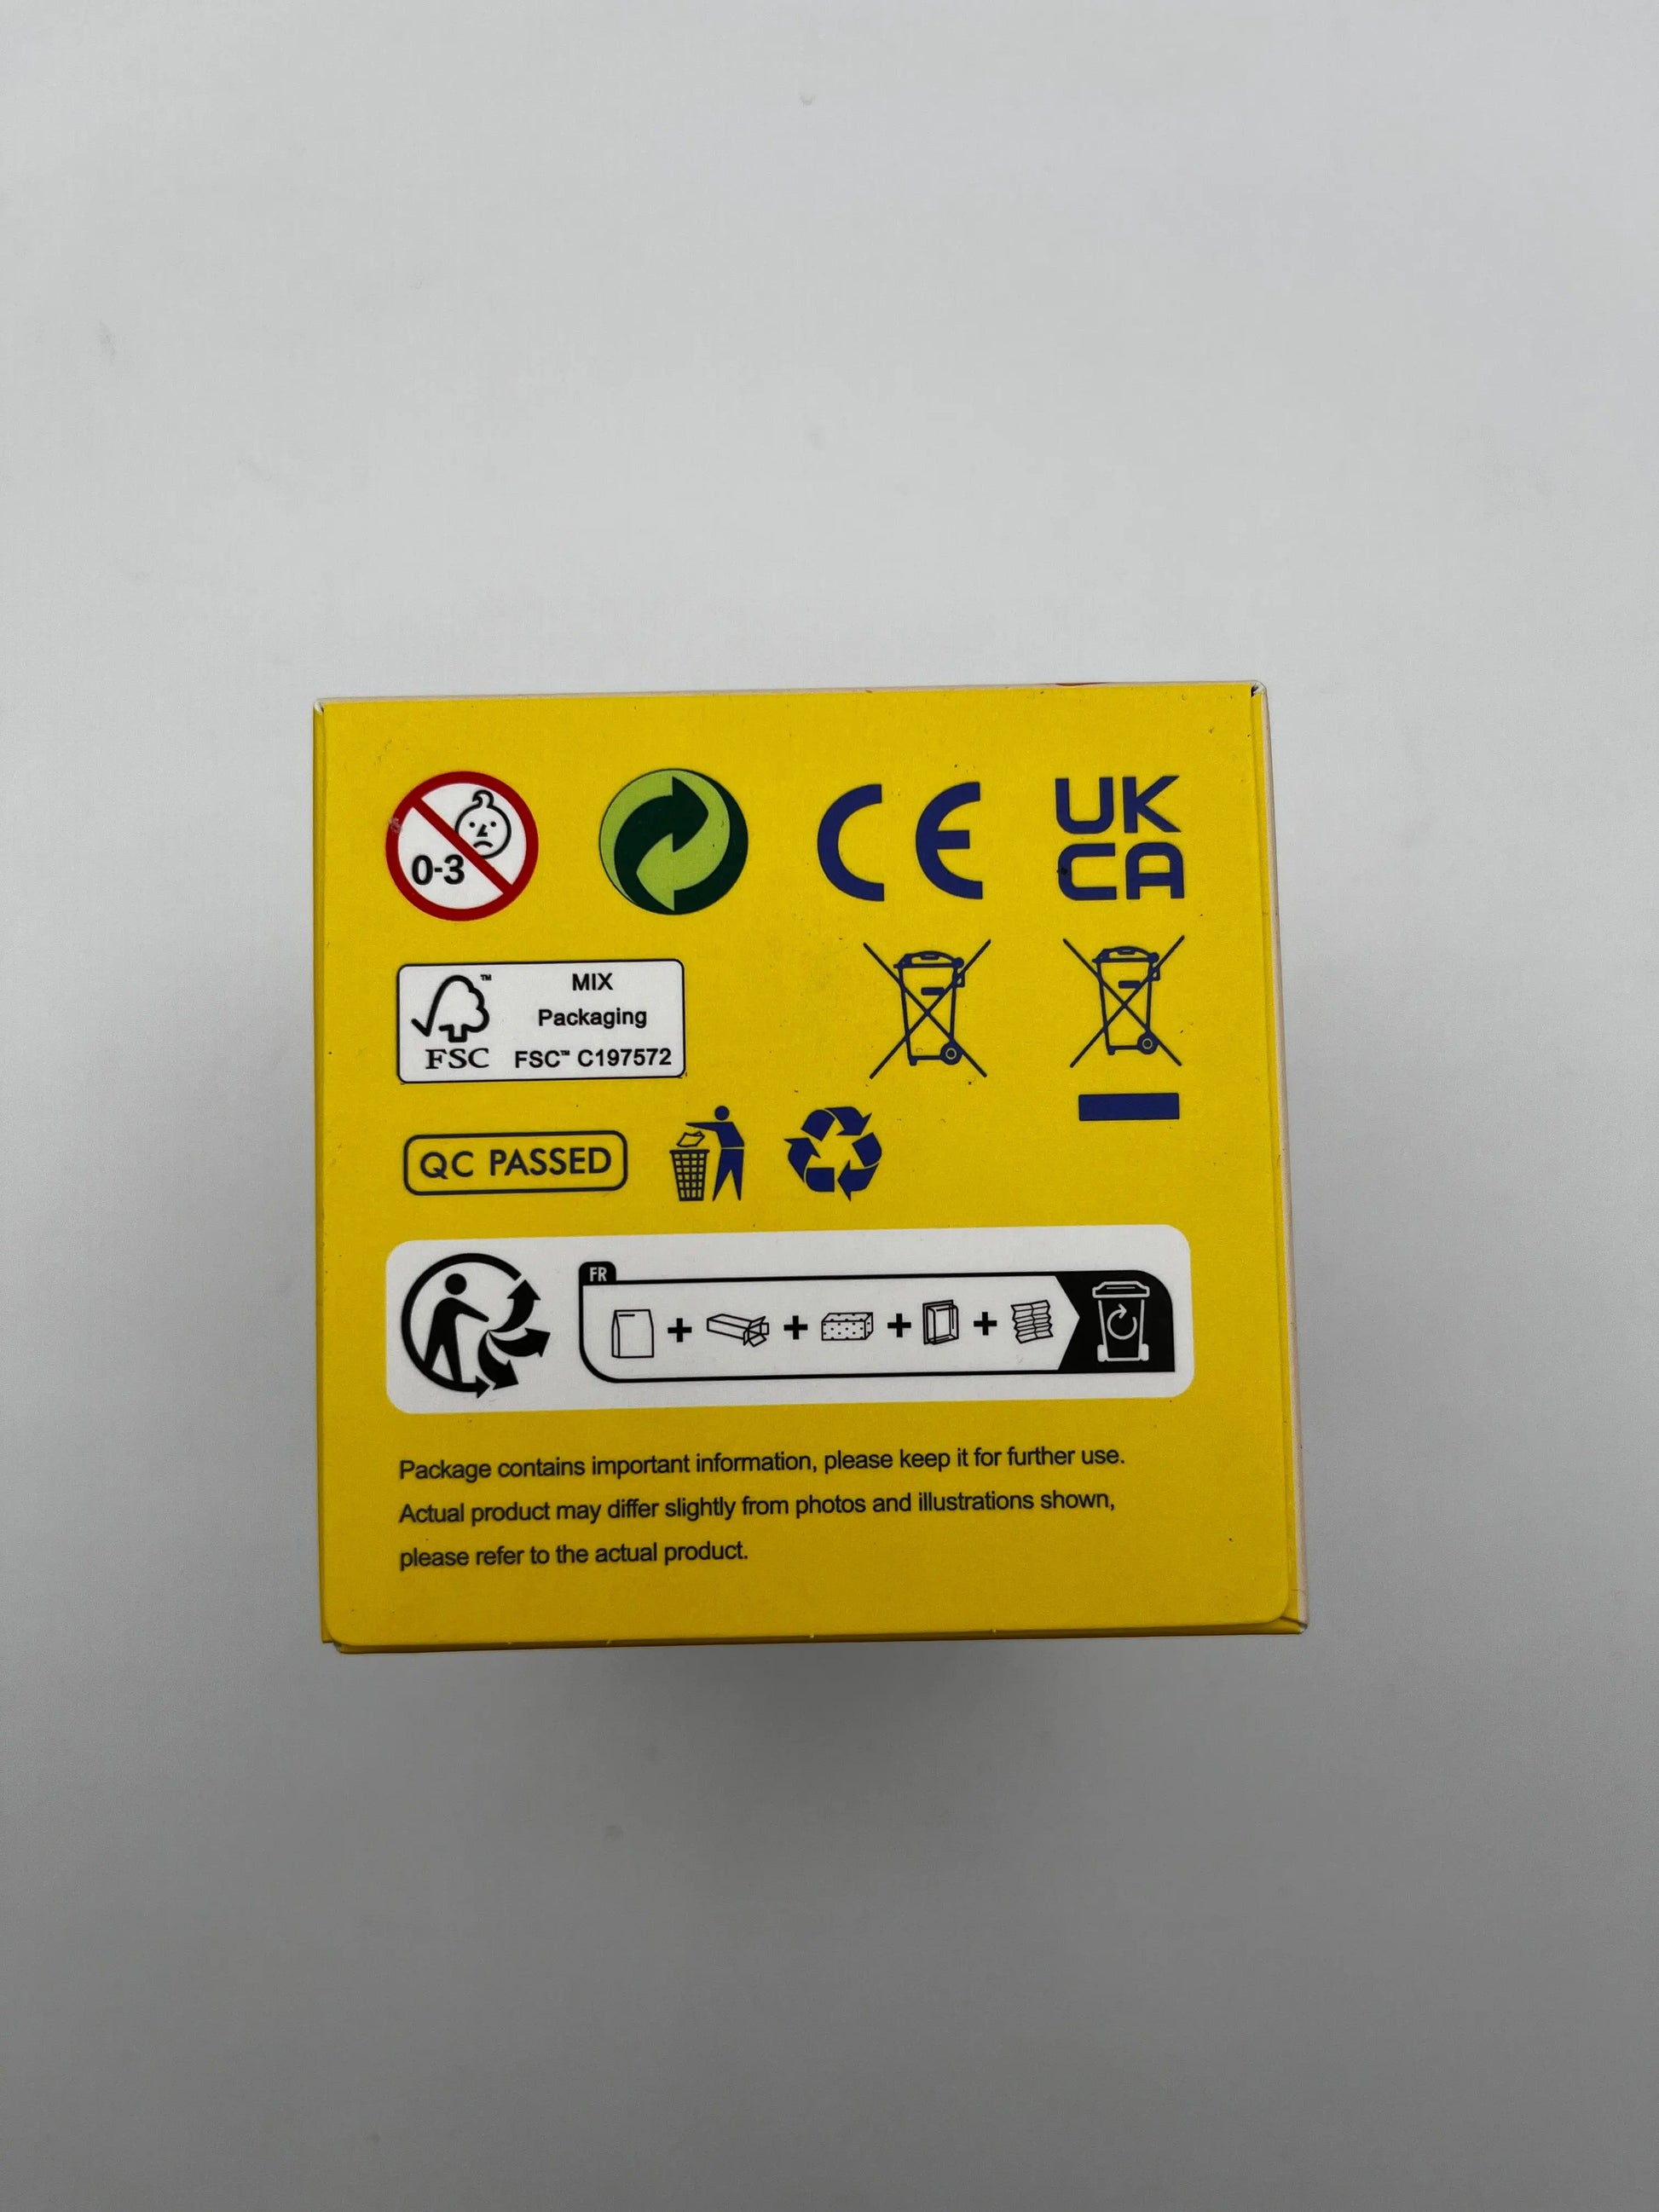 0-3
CE
UK
CA
™
MIX
Packaging
FSC
FSC™ C197572
QC PASSED
FR
+ + + +
Package contains important information, please keep it for further use.
Actual product may differ slightly from photos and illustrations shown,
please refer to the actual product.